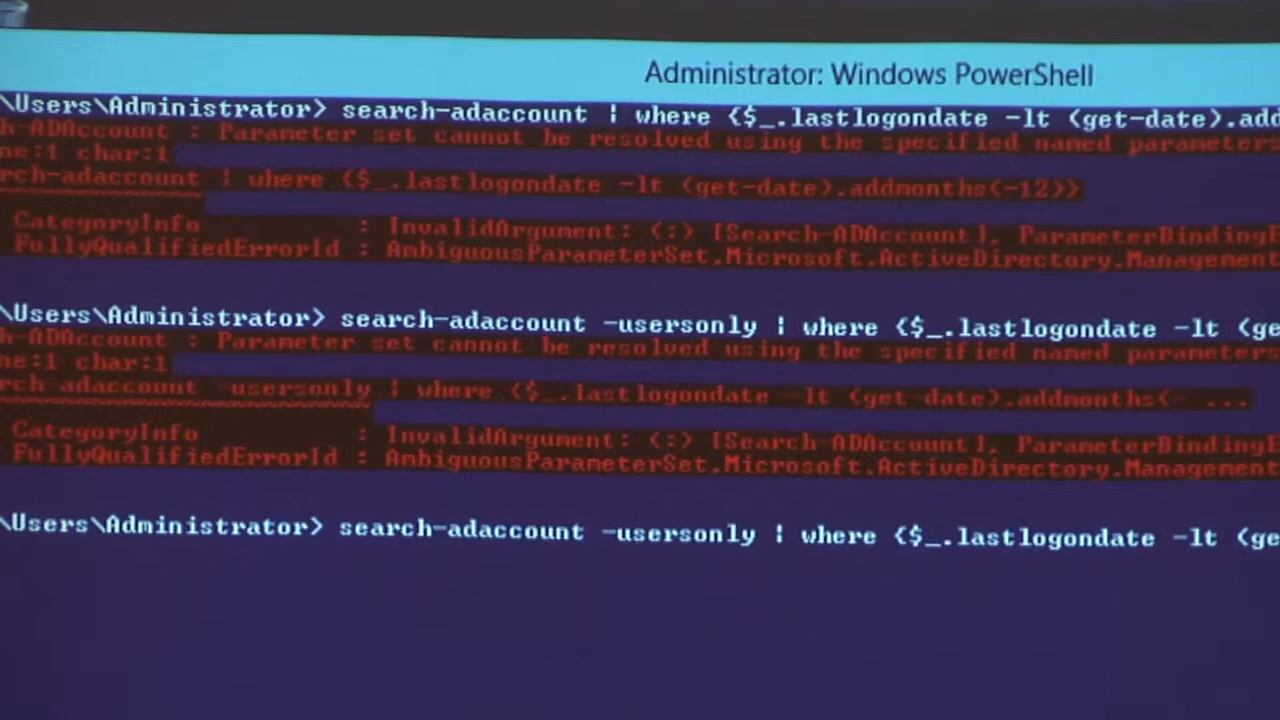 Administrator: Windows PowerShell
\Users\Administrator> search-adaccount | where {$_.lastlogondate -lt (get-date).add
h-ADAccount : Parameter set cannot be resolved using the specified named parameters
ne:1 char:1
rch-adaccount | where {$_.lastlogondate -lt (get-date).addmonths(-12)}
CategoryInfo : InvalidArgument: (:) [Search-ADAccount], ParameterBindingE
FullyQualifiedErrorId : AmbiguousParameterSet,Microsoft.ActiveDirectory.Management
\Users\Administrator> search-adaccount -usersonly | where {$_.lastlogondate -lt (ge
h-ADAccount : Parameter set cannot be resolved using the specified named parameters
ne:1 char:1
rch-adaccount -usersonly | where {$_.lastlogondate -lt (get-date).addmonths(- ...
CategoryInfo : InvalidArgument: (:) [Search-ADAccount], ParameterBindingE
FullyQualifiedErrorId : AmbiguousParameterSet,Microsoft.ActiveDirectory.Management
\Users\Administrator> search-adaccount -usersonly | where {$_.lastlogondate -lt (ge